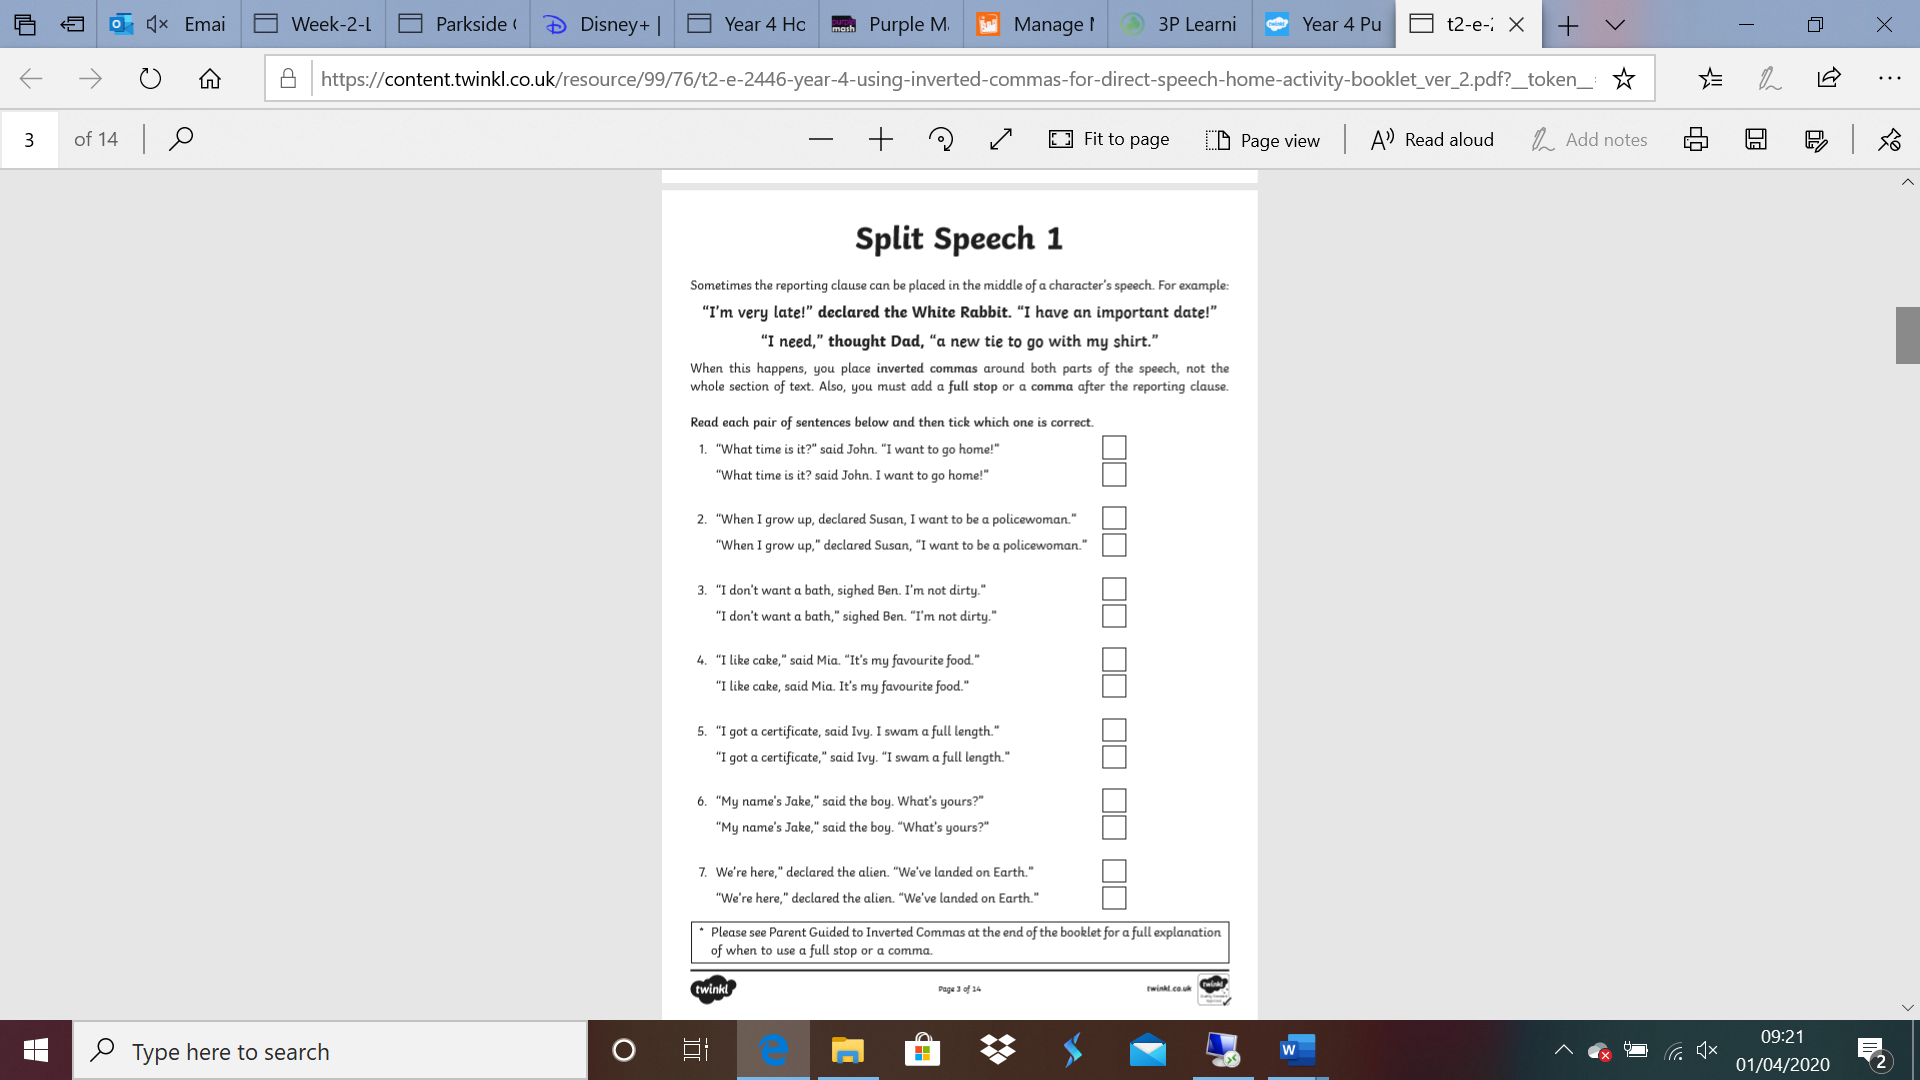 Emai
Week-2-L
Parkside
Disney+ |
Year 4 Ho
Purple Ma
Manage
3P Learni
Year 4 Pu
t2-e-2
https://content.twinkl.co.uk/resource/99/76/t2-e-2446-year-4-using-inverted-commas-for-direct-speech-home-activity-booklet_ver_2.pdf?__token__
3 of 14
Fit to page
Page view
Read aloud
Add notes
Split Speech 1
Sometimes the reporting clause can be placed in the middle of a character's speech. For example:
“I'm very late!” declared the White Rabbit. “I have an important date!”
“I need,” thought Dad, “a new tie to go with my shirt.”
When this happens, you place inverted commas around both parts of the speech, not the
whole section of text. Also, you must add a full stop or a comma after the reporting clause.
Read each pair of sentences below and then tick which one is correct.
1. “What time is it?” said John. “I want to go home!”
“What time is it? said John. I want to go home!”
2. “When I grow up, declared Susan, I want to be a policewoman.”
“When I grow up,” declared Susan, “I want to be a policewoman.”
3. “I don't want a bath, sighed Ben. I'm not dirty.”
“I don't want a bath,” sighed Ben. “I'm not dirty.”
4. “I like cake,” said Mia. “It's my favourite food.”
“I like cake, said Mia. It's my favourite food.”
5. “I got a certificate, said Ivy. I swam a full length.”
“I got a certificate,” said Ivy. “I swam a full length.”
6. “My name's Jake,” said the boy. What's yours?”
“My name's Jake,” said the boy. “What's yours?”
7. We're here,” declared the alien. “We've landed on Earth.”
“We're here,” declared the alien. “We've landed on Earth.”
* Please see Parent Guided to Inverted Commas at the end of the booklet for a full explanation
of when to use a full stop or a comma.
twinkl
Page 3 of 14
twinkl.co.uk
twinkl
Type here to search
09:21
01/04/2020
2